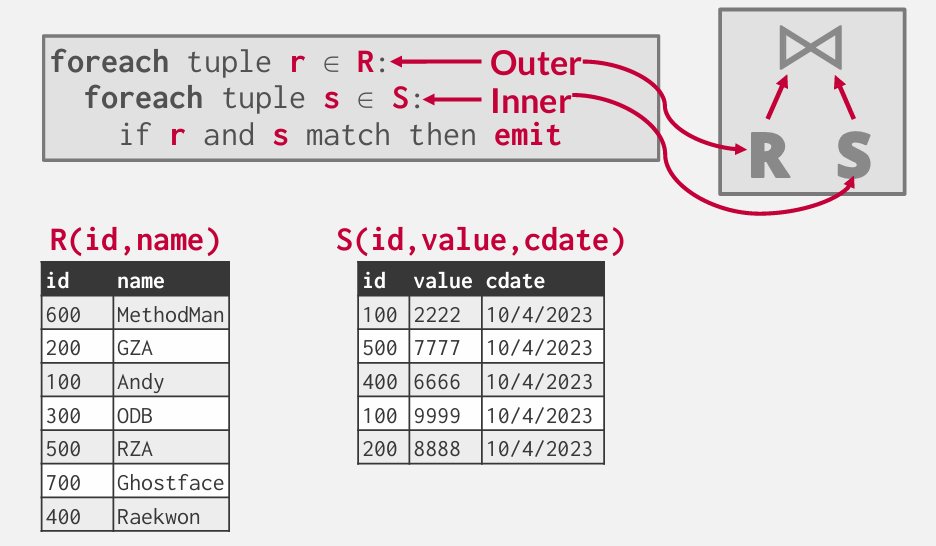 foreach tuple r ∈ R: Outer
foreach tuple s ∈ S: Inner
if r and s match then emit
⋈
R S
R(id,name)
id name
600 MethodMan
200 GZA
100 Andy
300 ODB
500 RZA
700 Ghostface
400 Raekwon
S(id,value,cdate)
id value cdate
100 2222 10/4/2023
500 7777 10/4/2023
400 6666 10/4/2023
100 9999 10/4/2023
200 8888 10/4/2023